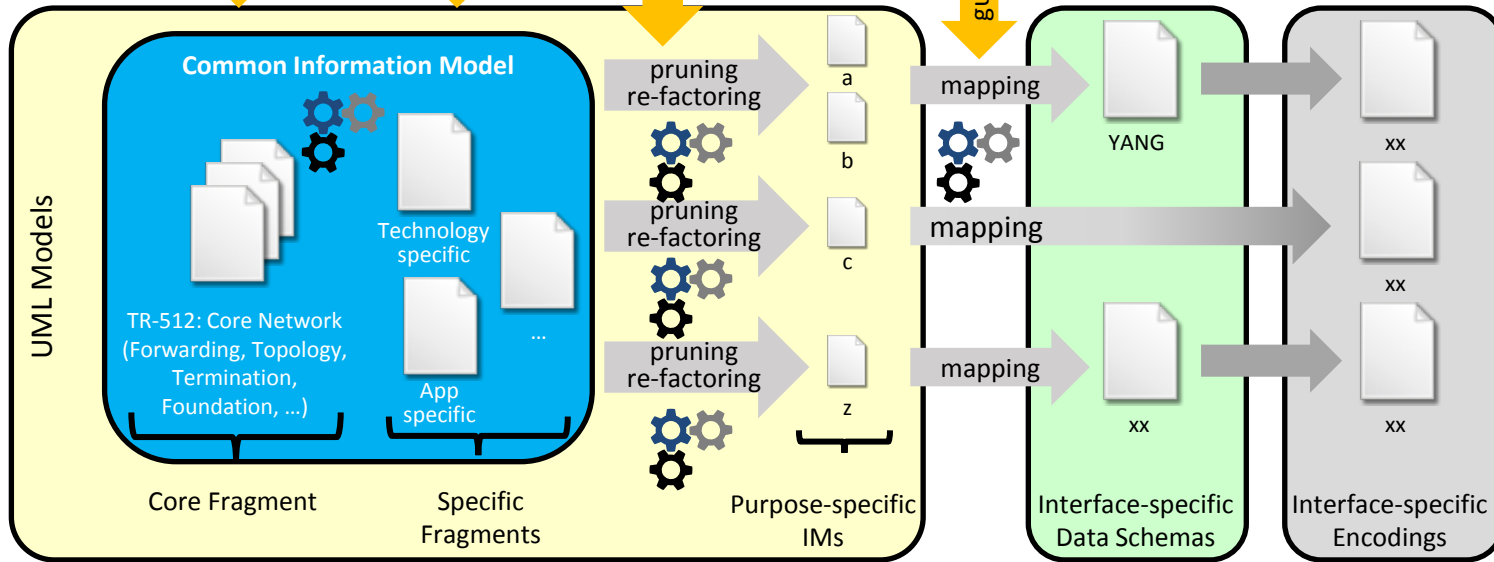 UML Models
Common Information Model
TR-512: Core Network
(Forwarding, Topology,
Termination,
Foundation, …)
Technology
specific
…
App
specific
Core Fragment
Specific
Fragments
pruning
re-factoring
pruning
re-factoring
pruning
re-factoring
a
b
c
z
Purpose-specific
IMs
mapping
mapping
mapping
YANG
xx
Interface-specific
Data Schemas
xx
xx
xx
Interface-specific
Encodings